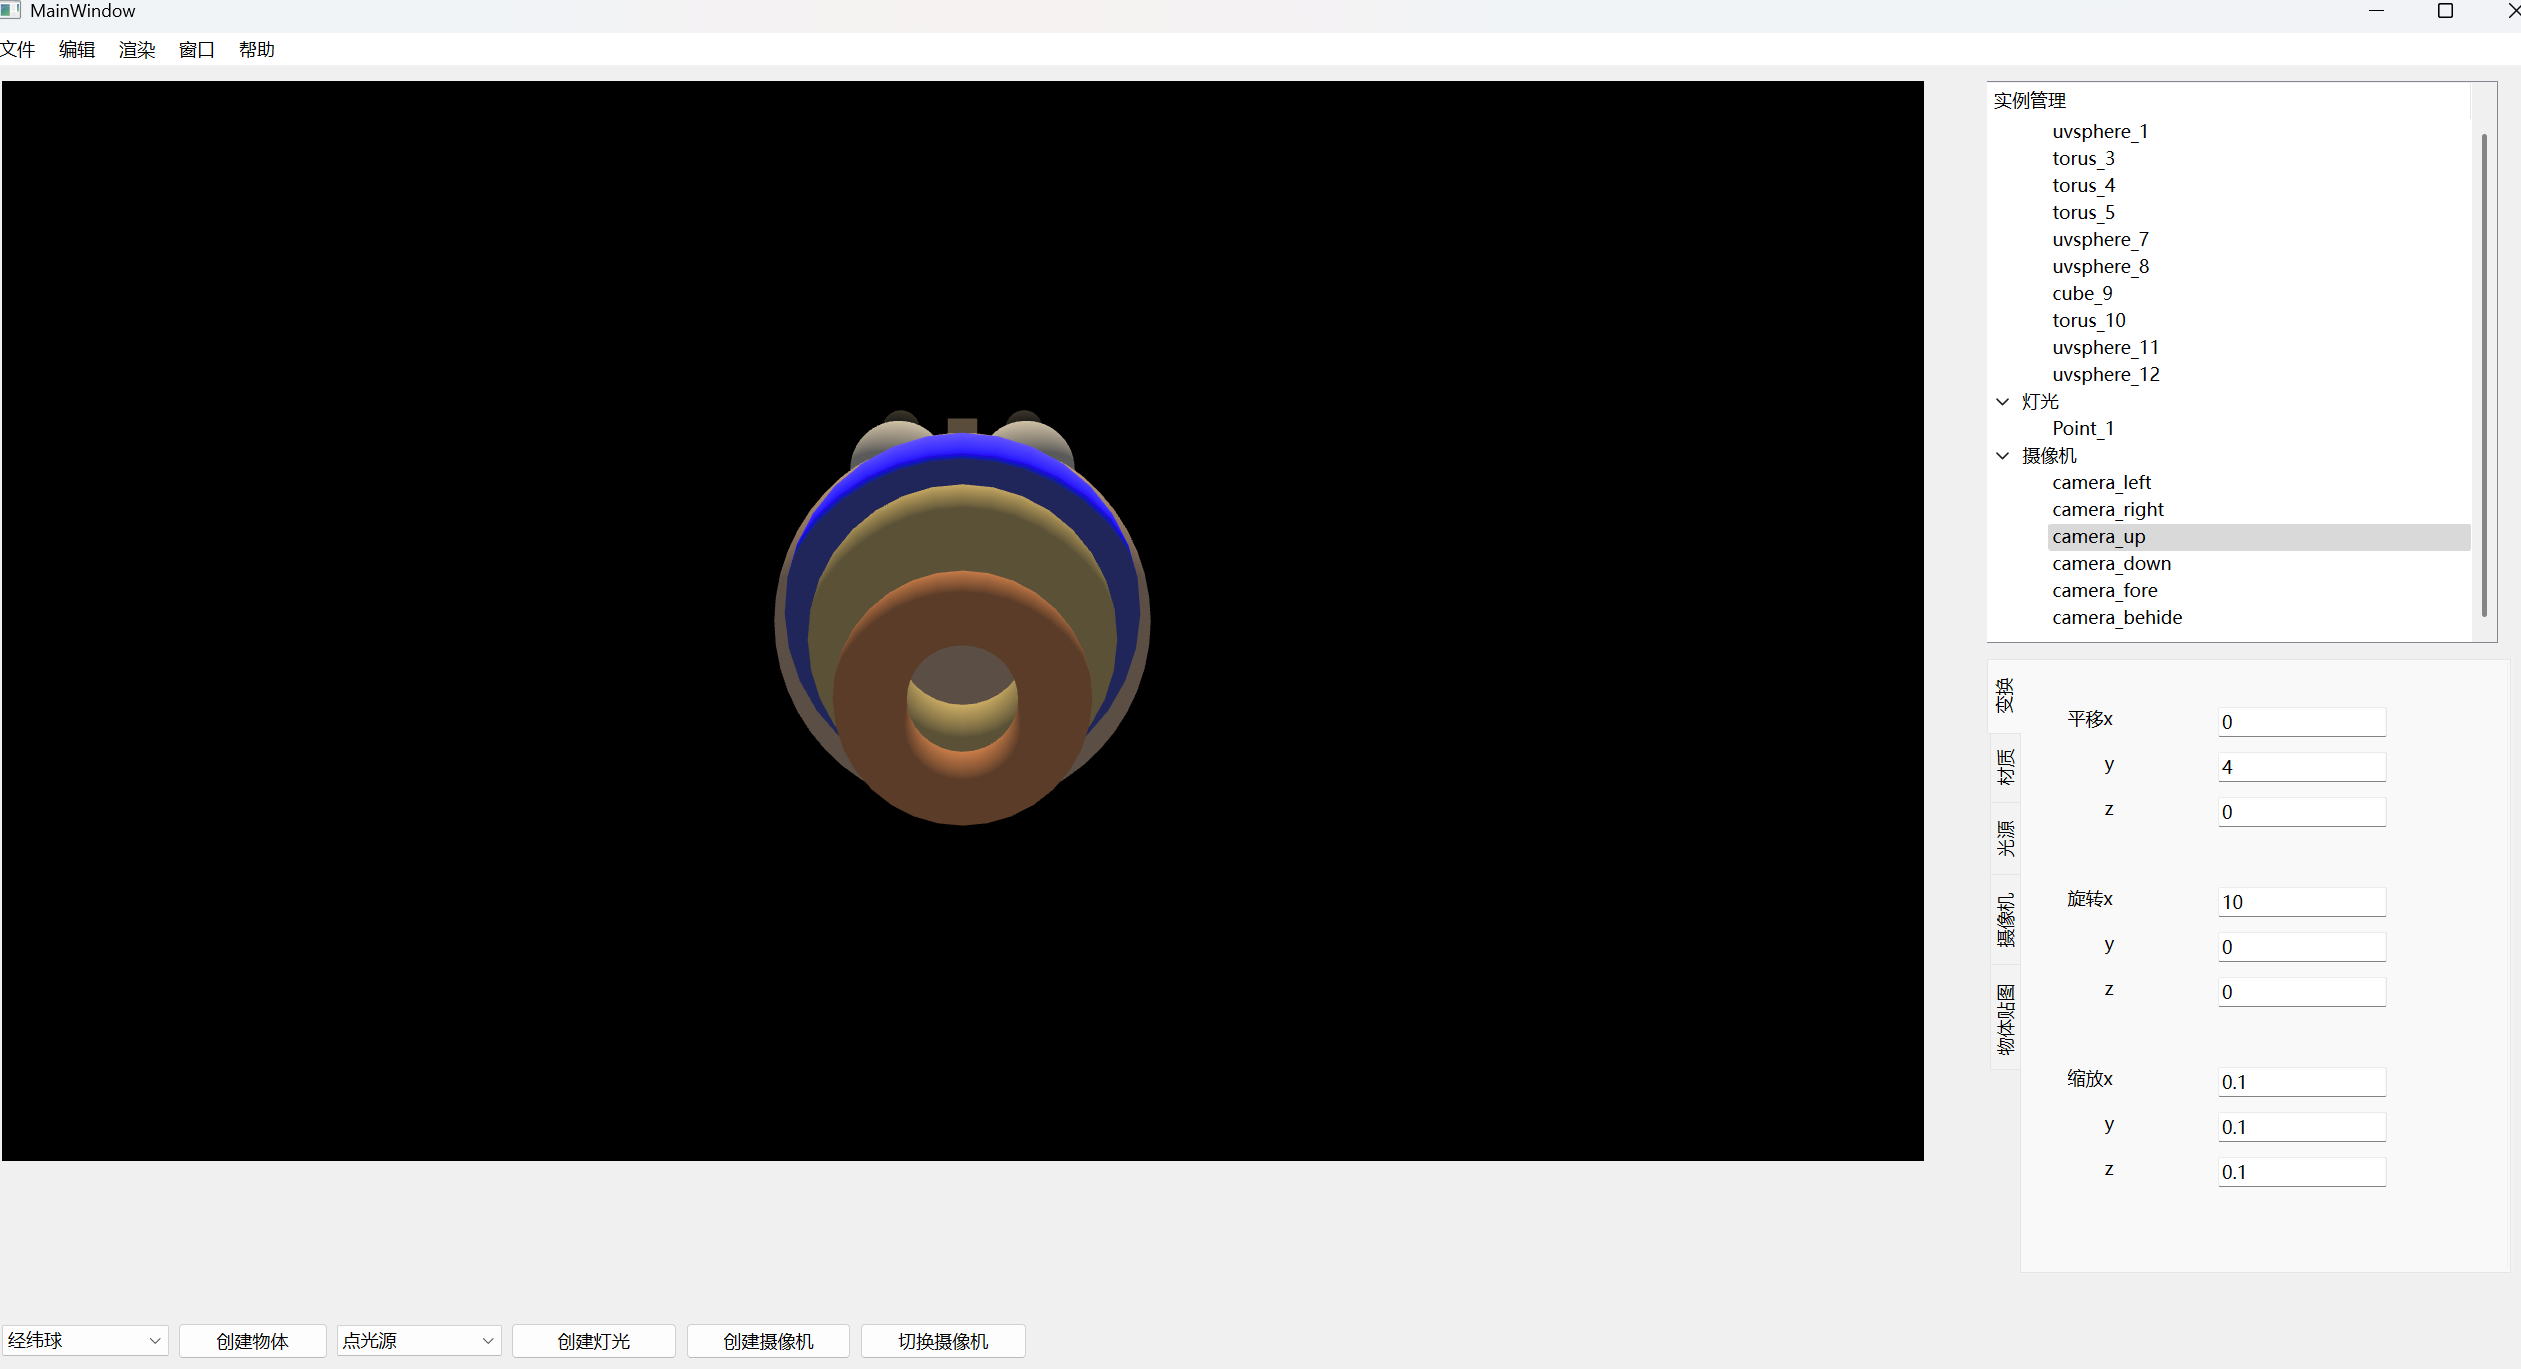 MainWindow
文件 编辑 渲染 窗口 帮助
实例管理
uvsphere_1
torus_3
torus_4
torus_5
uvsphere_7
uvsphere_8
cube_9
torus_10
uvsphere_11
uvsphere_12
灯光
Point_1
摄像机
camera_left
camera_right
camera_up
camera_down
camera_fore
camera_behide
变换
材质
光源
摄像机
物体贴图
平移x 0
y 4
z 0
旋转x 10
y 0
z 0
缩放x 0.1
y 0.1
z 0.1
经纬球 创建物体 点光源 创建灯光 创建摄像机 切换摄像机